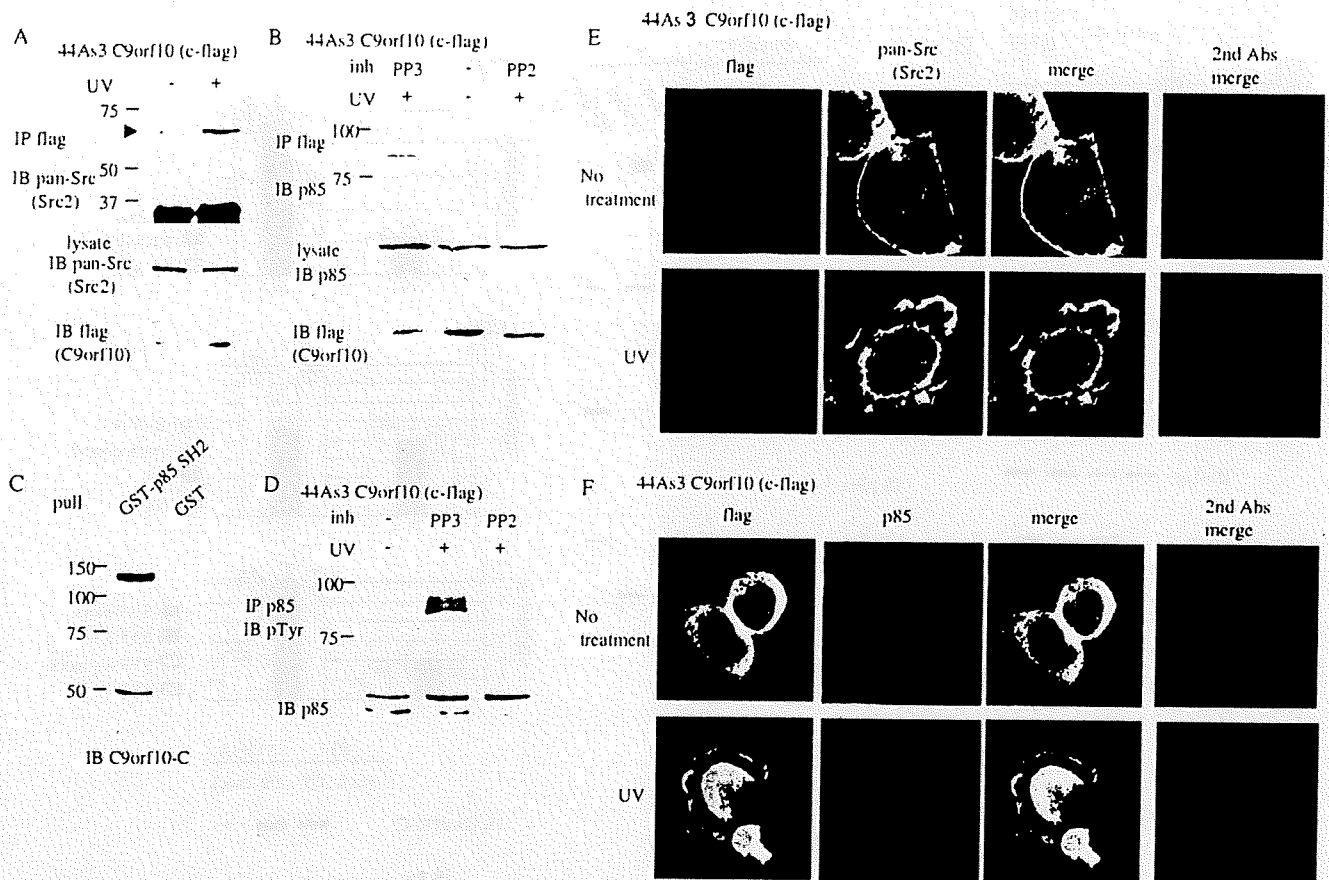 A
44As3 C9orf10 (c-flag)
UV - +
75
IP flag
50
IB pan-Src
(Src2)
37
lysate
IB pan-Src
(Src2)
IB flag
(C9orf10)
B
44As3 C9orf10 (c-flag)
inh PP3 - PP2
UV + - +
IP flag
100
IB p85
75
lysate
IB p85
IB flag
(C9orf10)
C
pull GST-p85 SH2 GST
150
100
75
50
IB C9orf10-C
D
44As3 C9orf10 (c-flag)
inh - PP3 PP2
UV - + +
100
IP p85
IB pTyr
75
IB p85
E
44As3 C9orf10 (c-flag)
flag
pan-Src
(Src2)
merge
2nd Abs
merge
No
treatment
UV
F
44As3 C9orf10 (c-flag)
flag
p85
merge
2nd Abs
merge
No
treatment
UV